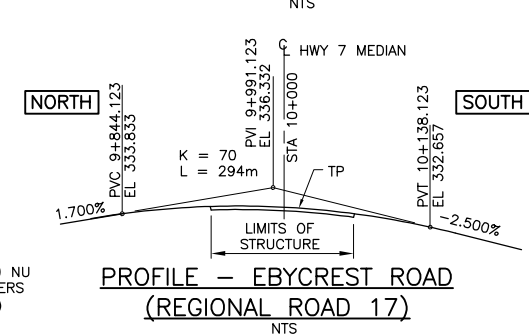 NTS
℄ HWY 7 MEDIAN
NORTH
SOUTH
PVC 9+844.123
EL 333.833
PVI 9+991.123
EL 336.332
STA 10+000
PVT 10+138.123
EL 332.657
K = 70
L = 294m
TP
1.700%
-2.500%
LIMITS OF
STRUCTURE
NU
ERS
PROFILE – EBYCREST ROAD
(REGIONAL ROAD 17)
NTS